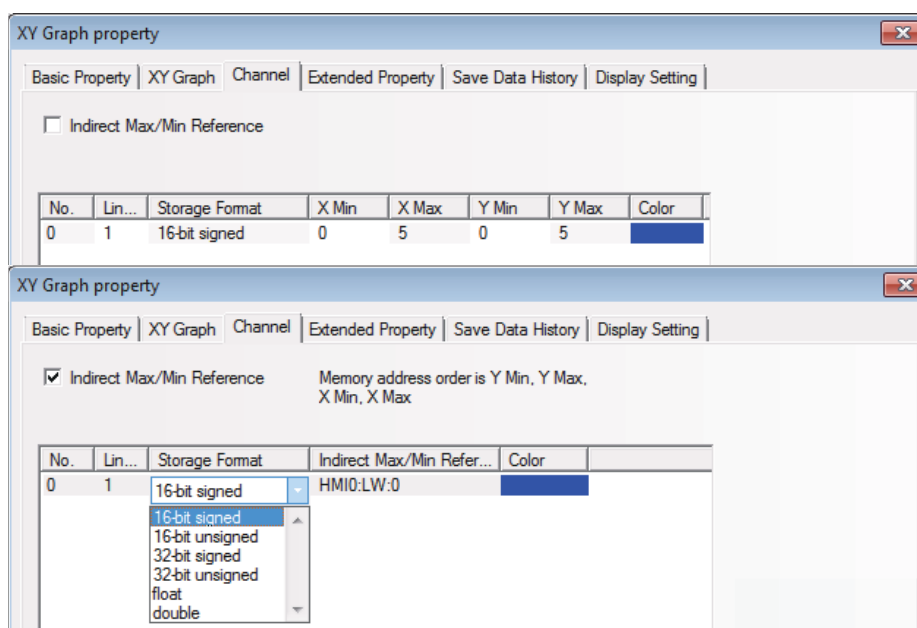 XY Graph property
Basic Property XY Graph Channel Extended Property Save Data History Display Setting
Indirect Max/Min Reference
No. Lin... Storage Format X Min X Max Y Min Y Max Color
0 1 16-bit signed 0 5 0 5
XY Graph property
Basic Property XY Graph Channel Extended Property Save Data History Display Setting
Indirect Max/Min Reference Memory address order is Y Min, Y Max,
X Min, X Max
No. Lin... Storage Format Indirect Max/Min Refer... Color
0 1 16-bit signed HMI0:LW:0
16-bit signed
16-bit unsigned
32-bit signed
32-bit unsigned
float
double